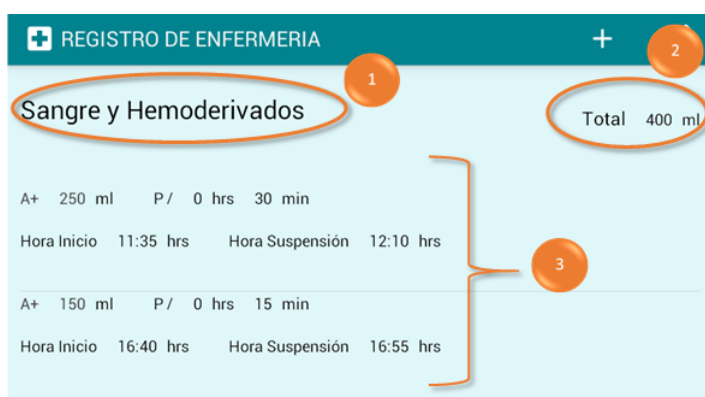 REGISTRO DE ENFERMERIA
1
2
Sangre y Hemoderivados
Total 400 ml
A+ 250 ml P/ 0 hrs 30 min
Hora Inicio 11:35 hrs Hora Suspensión 12:10 hrs
3
A+ 150 ml P/ 0 hrs 15 min
Hora Inicio 16:40 hrs Hora Suspensión 16:55 hrs